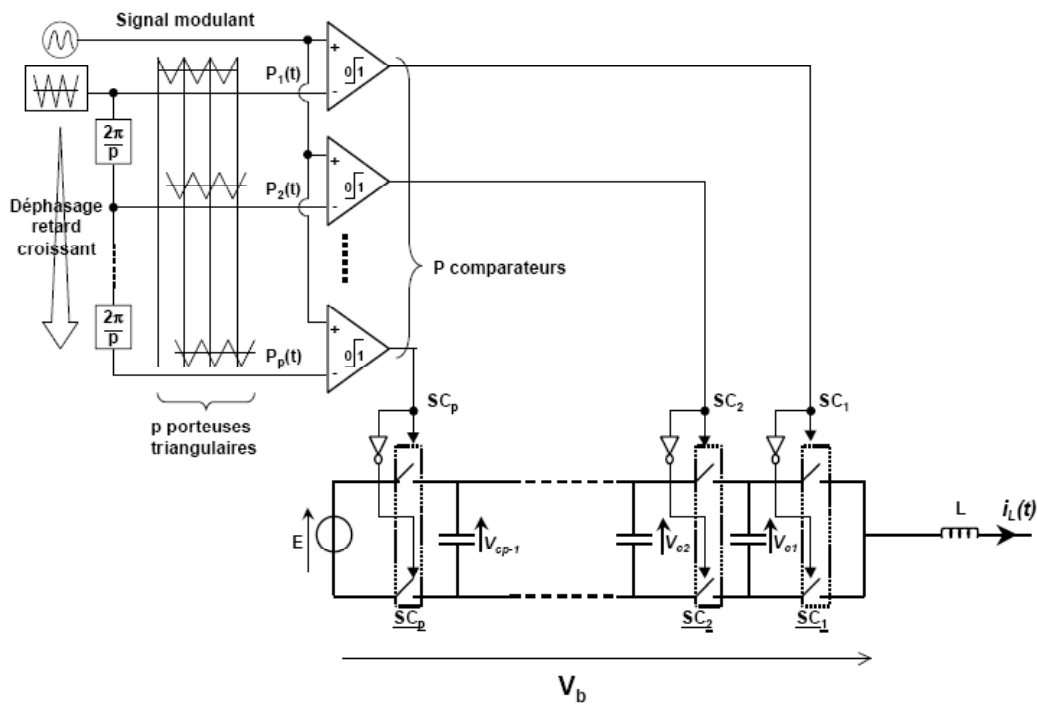 Signal modulant
P1(t)
+
0 1
-
2π
p
P2(t)
+
0 1
-
Déphasage
retard
croissant
P comparateurs
2π
p
Pp(t)
+
0 1
-
p porteuses
triangulaires
SCp
SC2
SC1
E
Vcp-1
Vc2
Vc1
L
iL(t)
SCp
SC2
SC1
Vb